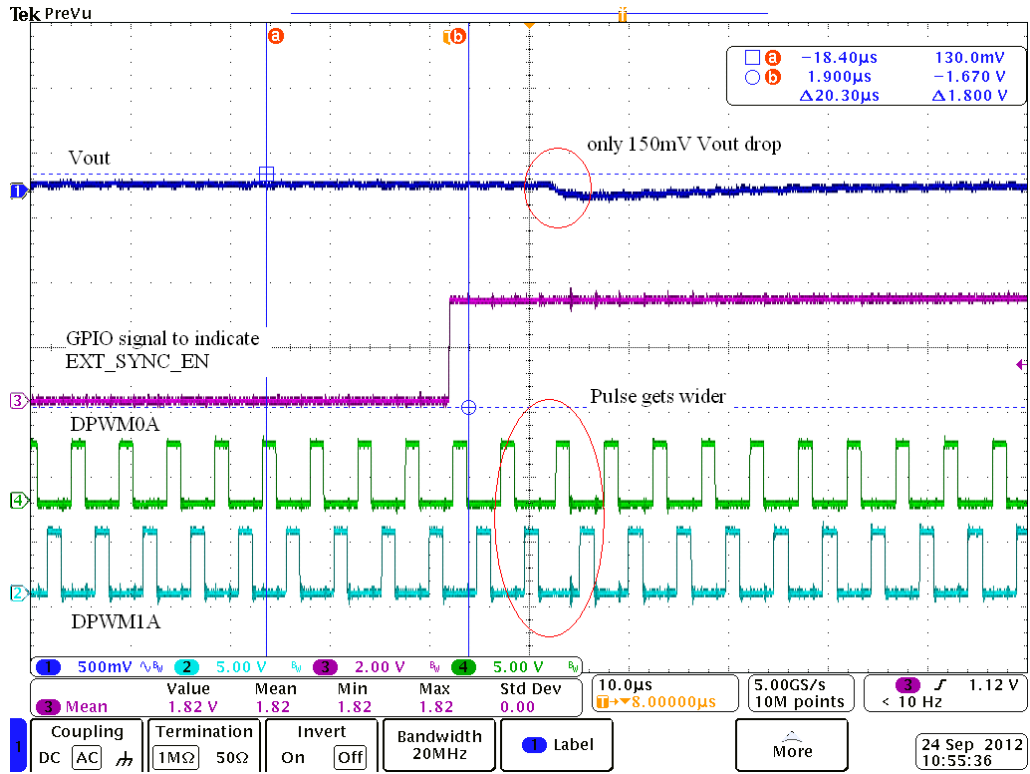 Tek PreVu
a
T b
a −18.40µs 130.0mV
b 1.900µs −1.670 V
Δ20.30µs Δ1.800 V
only 150mV Vout drop
Vout
1
GPIO signal to indicate
EXT_SYNC_EN
3
Pulse gets wider
DPWM0A
4
2
DPWM1A
1 500mV BW 2 5.00 V BW 3 2.00 V BW 4 5.00 V BW
Value Mean Min Max Std Dev
3 Mean 1.82 V 1.82 1.82 1.82 0.00
10.0µs
T→▼8.00000µs
5.00GS/s
10M points
3 1.12 V
< 10 Hz
1
Coupling
DC AC
Termination
1MΩ 50Ω
Invert
On Off
Bandwidth
20MHz
1 Label
More
24 Sep 2012
10:55:36